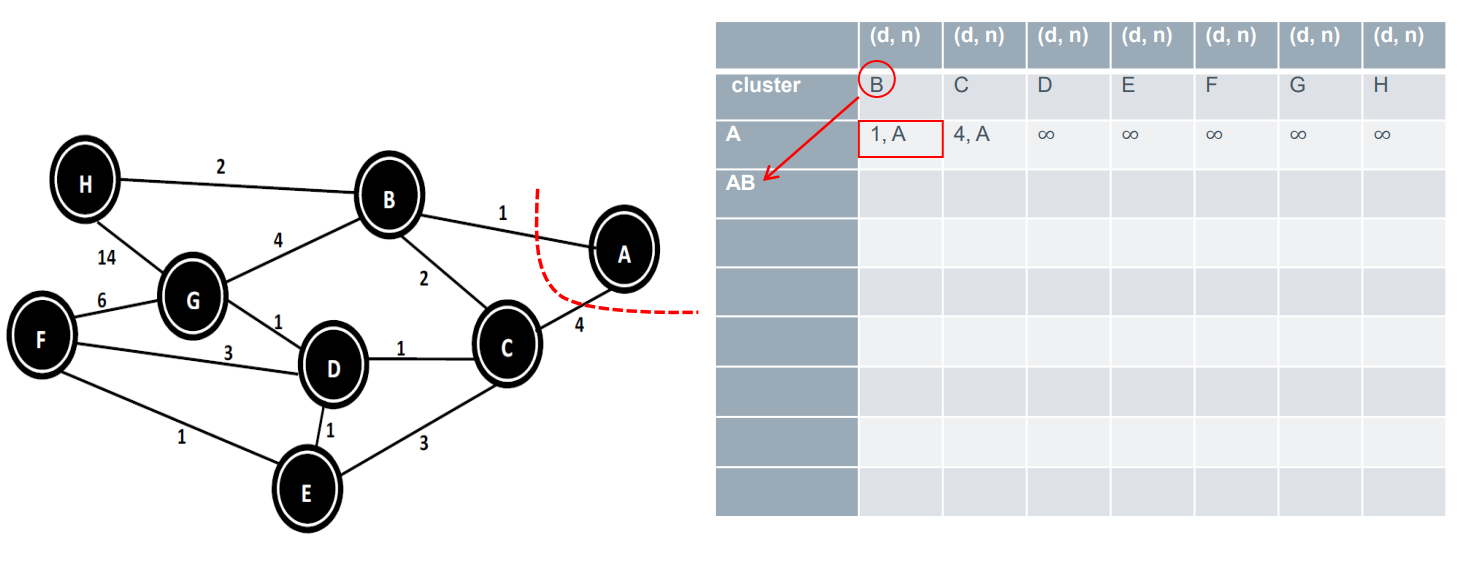 (d, n) (d, n) (d, n) (d, n) (d, n) (d, n) (d, n)
cluster B C D E F G H
A 1, A 4, A ∞ ∞ ∞ ∞ ∞
AB
2
H
B
1
A
14
4
2
G
6
1
4
F
3
D
1
C
1
1
3
E